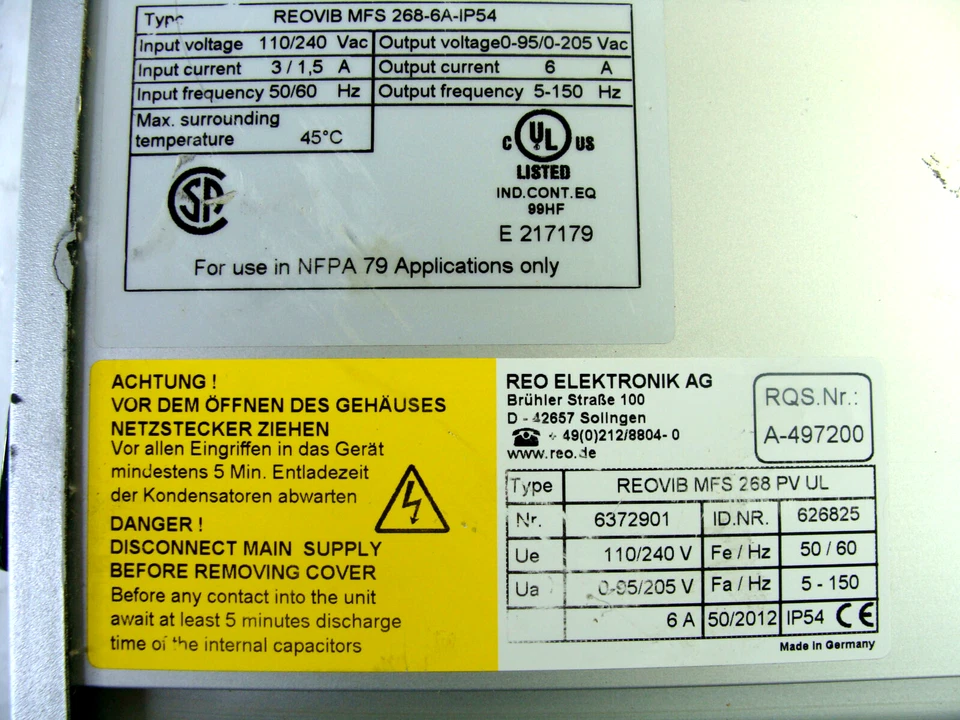 Type REOVIB MFS 268-6A-IP54
Input voltage 110/240 Vac Output voltage0-95/0-205 Vac
Input current 3 / 1,5 A Output current 6 A
Input frequency 50/60 Hz Output frequency 5-150 Hz
Max. surrounding
temperature 45°C
C UL US
LISTED
IND.CONT.EQ
99HF
E 217179
SA
For use in NFPA 79 Applications only
ACHTUNG !
VOR DEM ÖFFNEN DES GEHÄUSES
NETZSTECKER ZIEHEN
Vor allen Eingriffen in das Gerät
mindestens 5 Min. Entladezeit
der Kondensatoren abwarten
DANGER !
DISCONNECT MAIN SUPPLY
BEFORE REMOVING COVER
Before any contact into the unit
await at least 5 minutes discharge
time of the internal capacitors
REO ELEKTRONIK AG
Brühler Straße 100
D - 42657 Solingen
☎ + 49(0)212/8804- 0
www.reo.de
RQS.Nr.:
A-497200
Type REOVIB MFS 268 PV UL
Nr. 6372901 ID.NR. 626825
Ue 110/240 V Fe / Hz 50 / 60
Ua 0-95/205 V Fa / Hz 5 - 150
6 A 50/2012 IP54 CE
Made in Germany